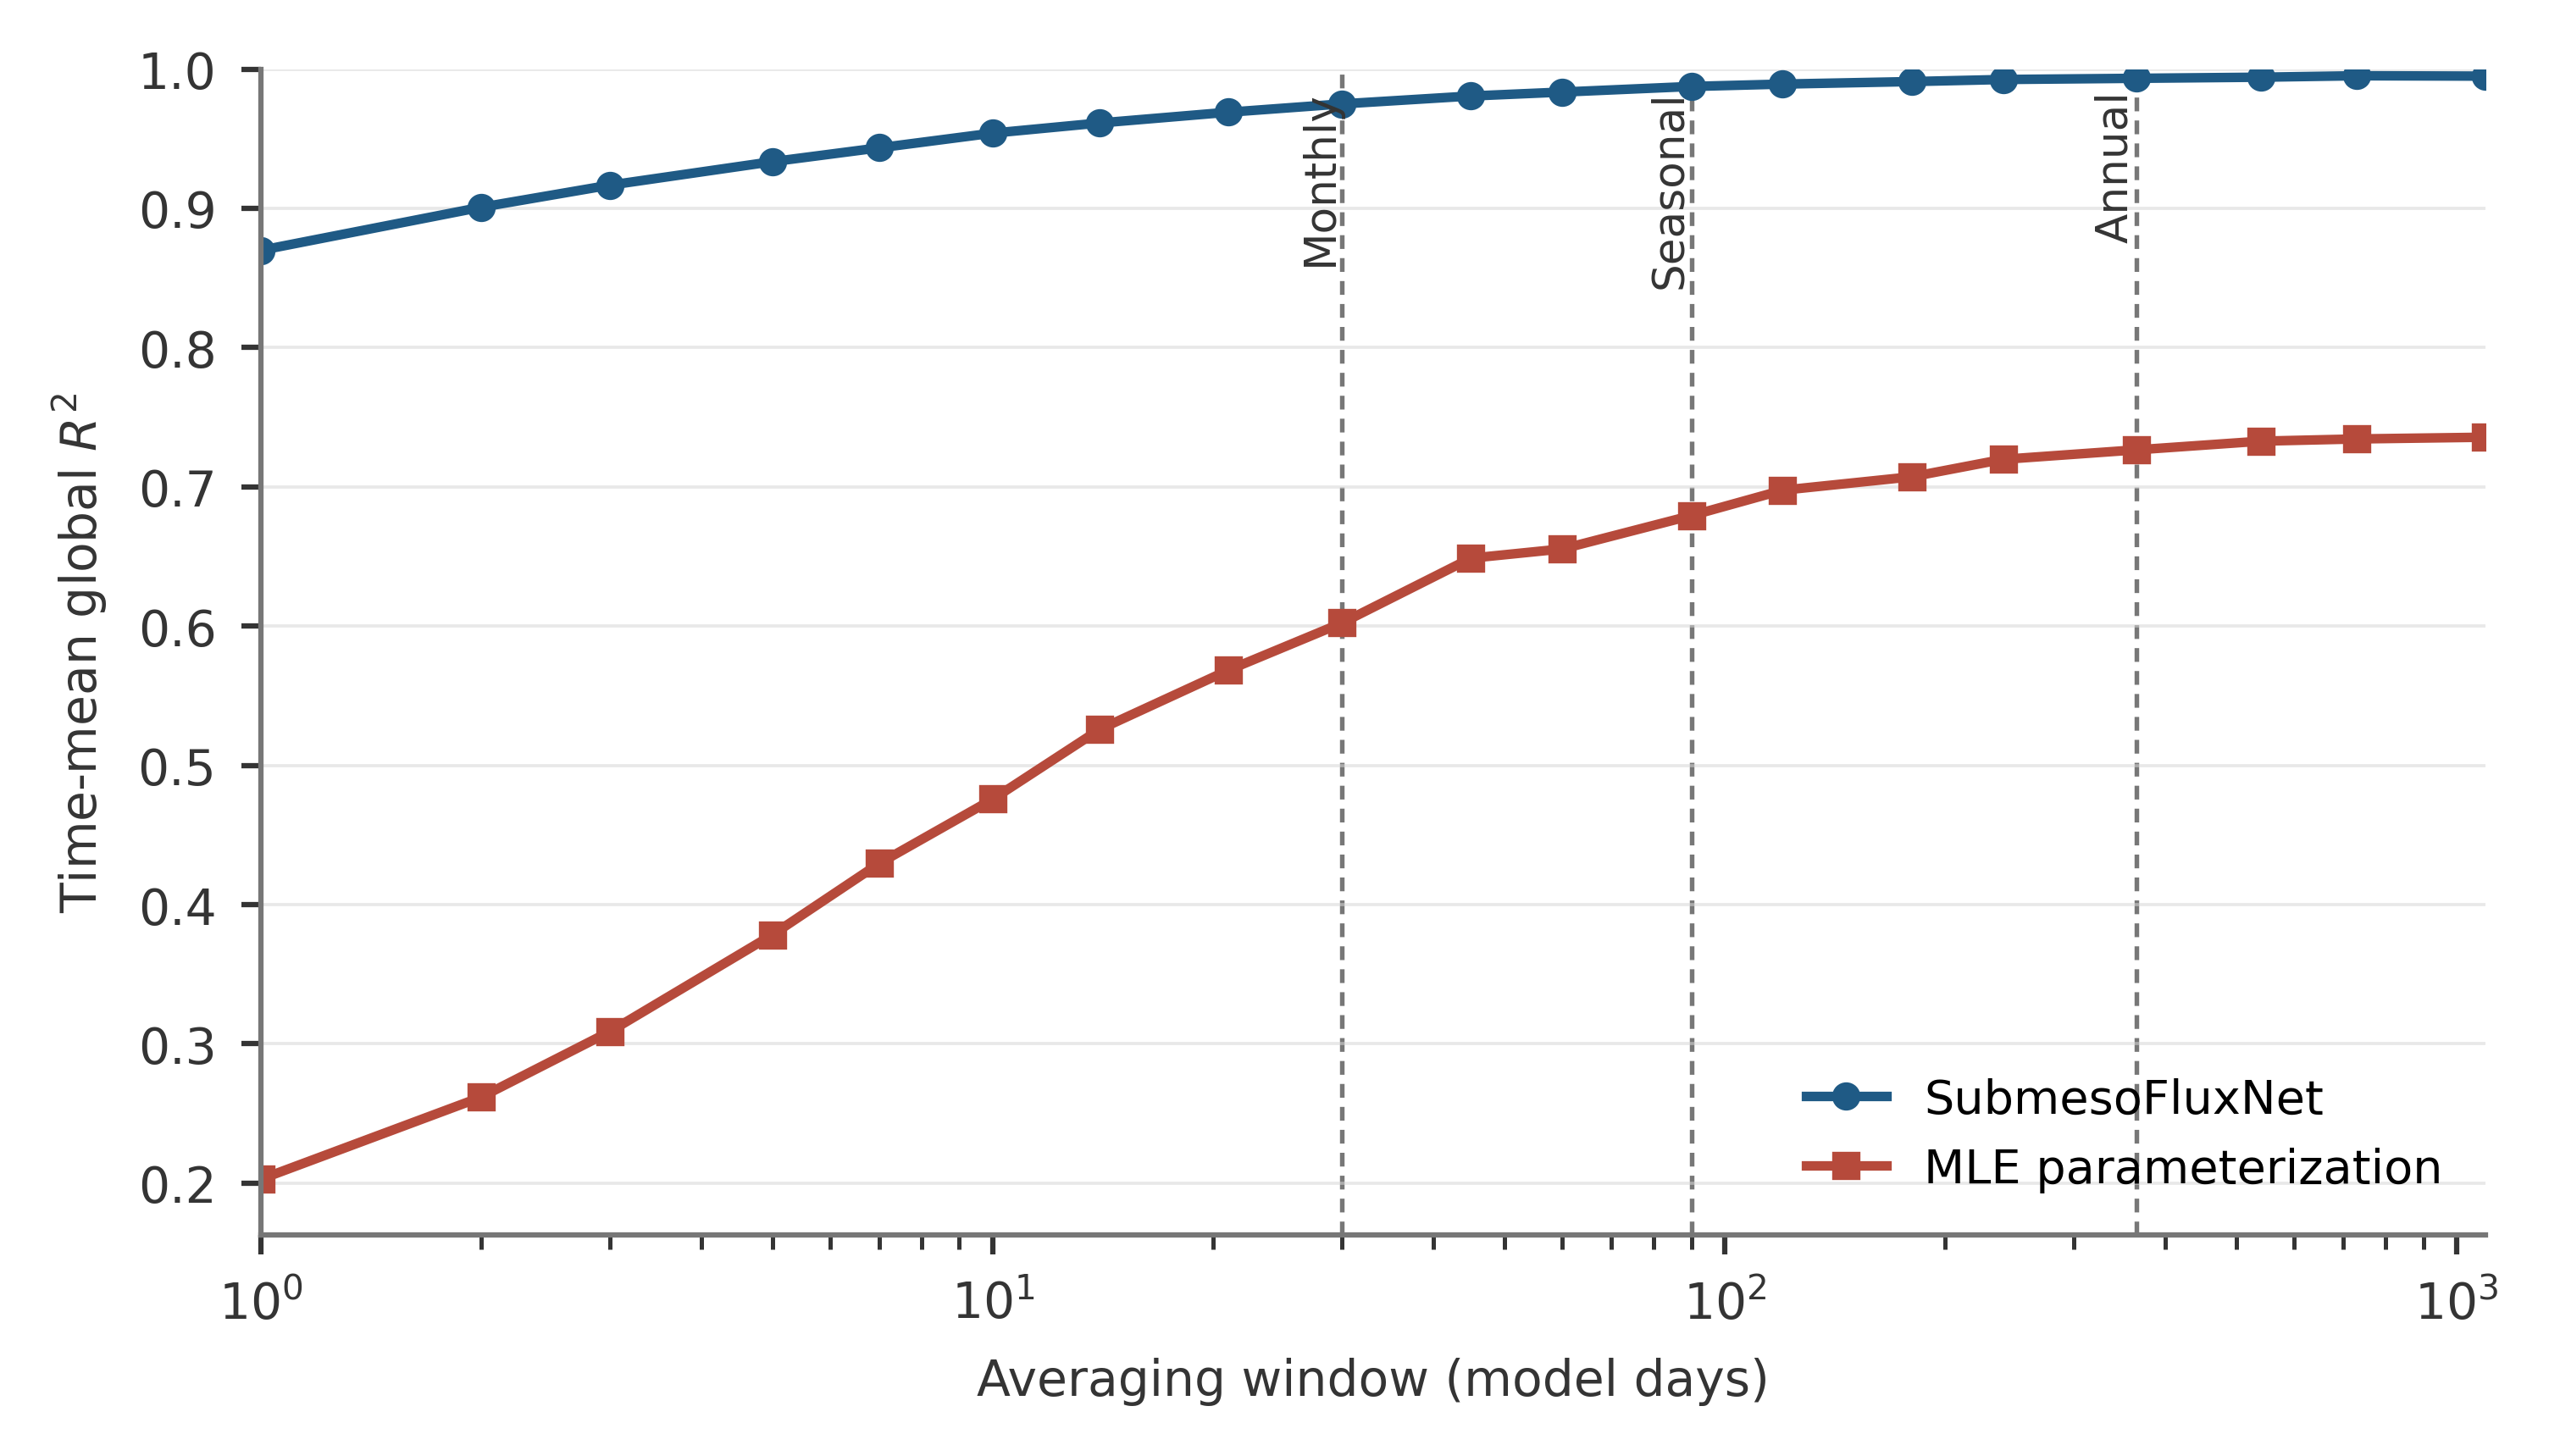 1.0
0.9
0.8
0.7
0.6
0.5
0.4
0.3
0.2
Time-mean global R²
Monthly
Seasonal
Annual
SubmesoFluxNet
MLE parameterization
10⁰
10¹
10²
10³
Averaging window (model days)